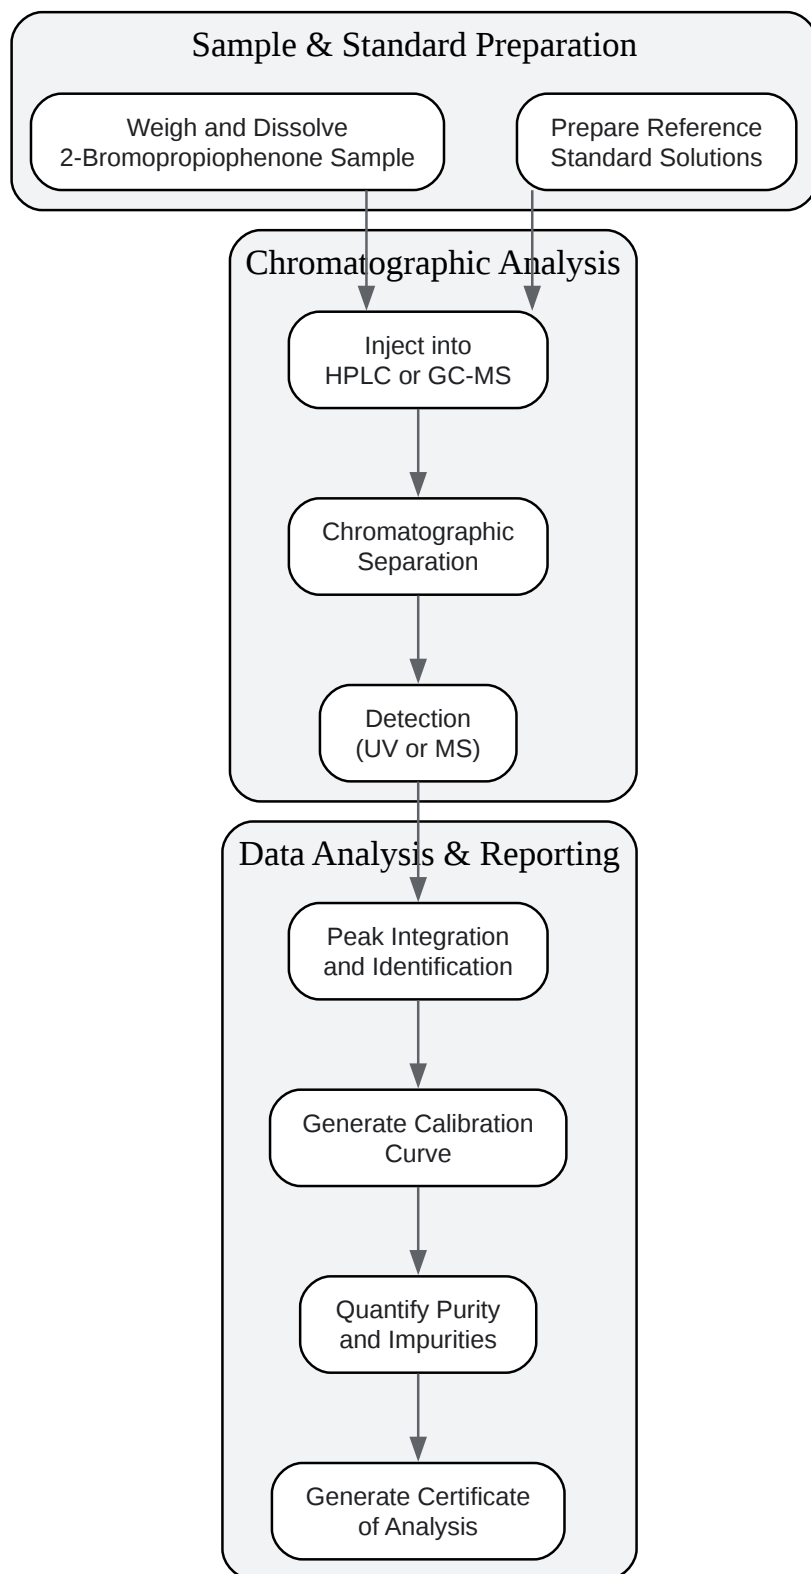 Sample & Standard Preparation
Weigh and Dissolve
2-Bromopropiophenone Sample
Prepare Reference
Standard Solutions
Chromatographic Analysis
Inject into
HPLC or GC-MS
Chromatographic
Separation
Detection
(UV or MS)
Data Analysis & Reporting
Peak Integration
and Identification
Generate Calibration
Curve
Quantify Purity
and Impurities
Generate Certificate
of Analysis